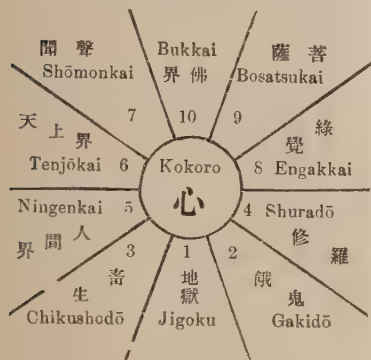 聞聲
Shōmonkai
7
Bukkai
界佛
10
薩菩
Bosatsukai
9
天上界
Tenjōkai
6
Kokoro
心
緣覺
8 Engakkai
Ningenkai
界間人
5
4 Shuradō
修羅
3
畜生
Chikushodō
1
地獄
Jigoku
2
餓鬼
Gakidō